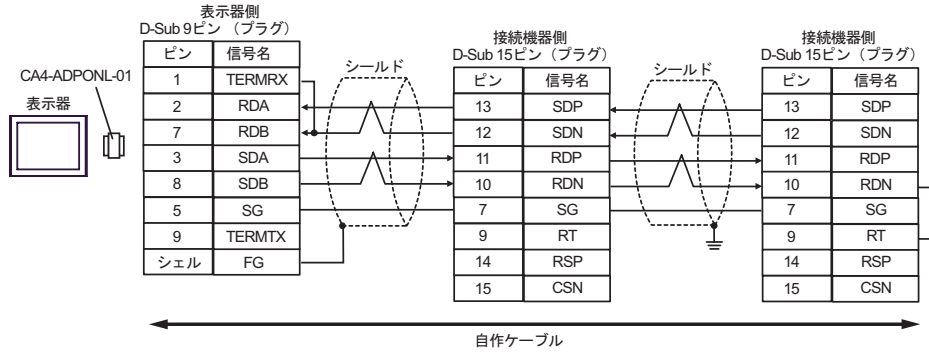 表示器側
D-Sub 9ピン（プラグ）
ピン 信号名
1 TERMRX
2 RDA
7 RDB
3 SDA
8 SDB
5 SG
9 TERMTX
シェル FG
CA4-ADPONL-01
表示器
シールド
接続機器側
D-Sub 15ピン（プラグ）
ピン 信号名
13 SDP
12 SDN
11 RDP
10 RDN
7 SG
9 RT
14 RSP
15 CSN
シールド
接続機器側
D-Sub 15ピン（プラグ）
ピン 信号名
13 SDP
12 SDN
11 RDP
10 RDN
7 SG
9 RT
14 RSP
15 CSN
自作ケーブル